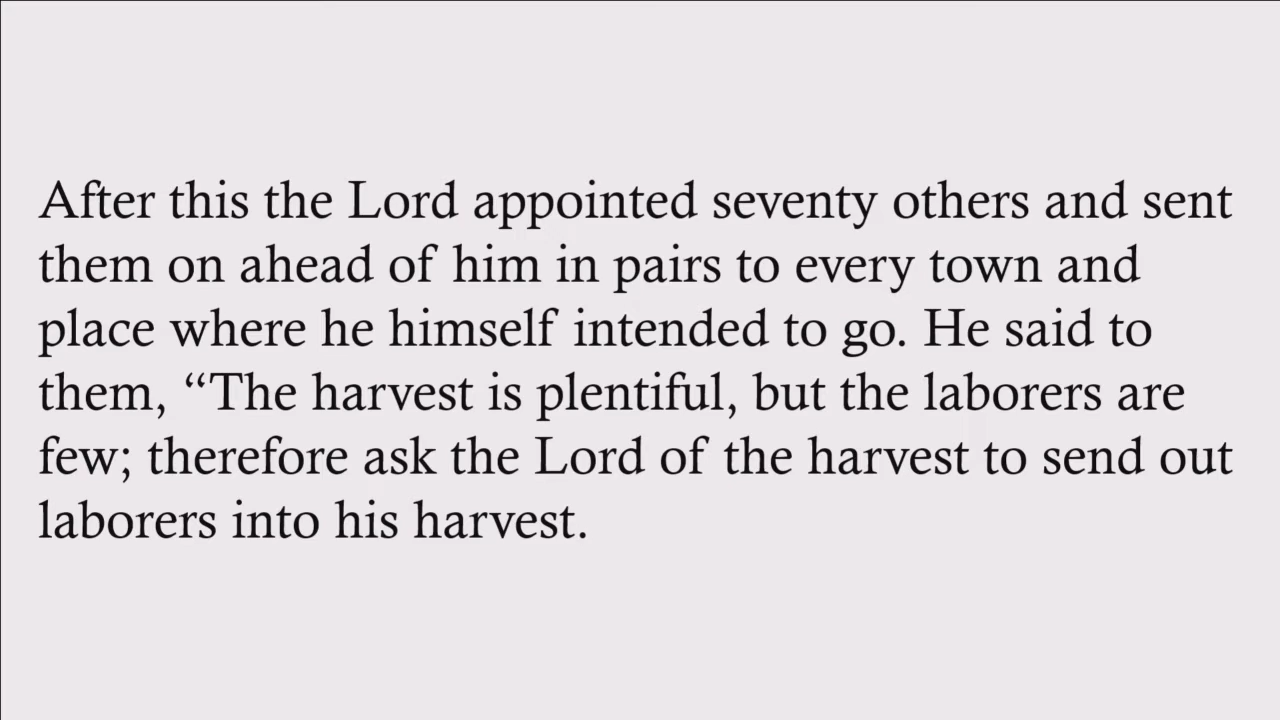 After this the Lord appointed seventy others and sent
them on ahead of him in pairs to every town and
place where he himself intended to go. He said to
them, “The harvest is plentiful, but the laborers are
few; therefore ask the Lord of the harvest to send out
laborers into his harvest.